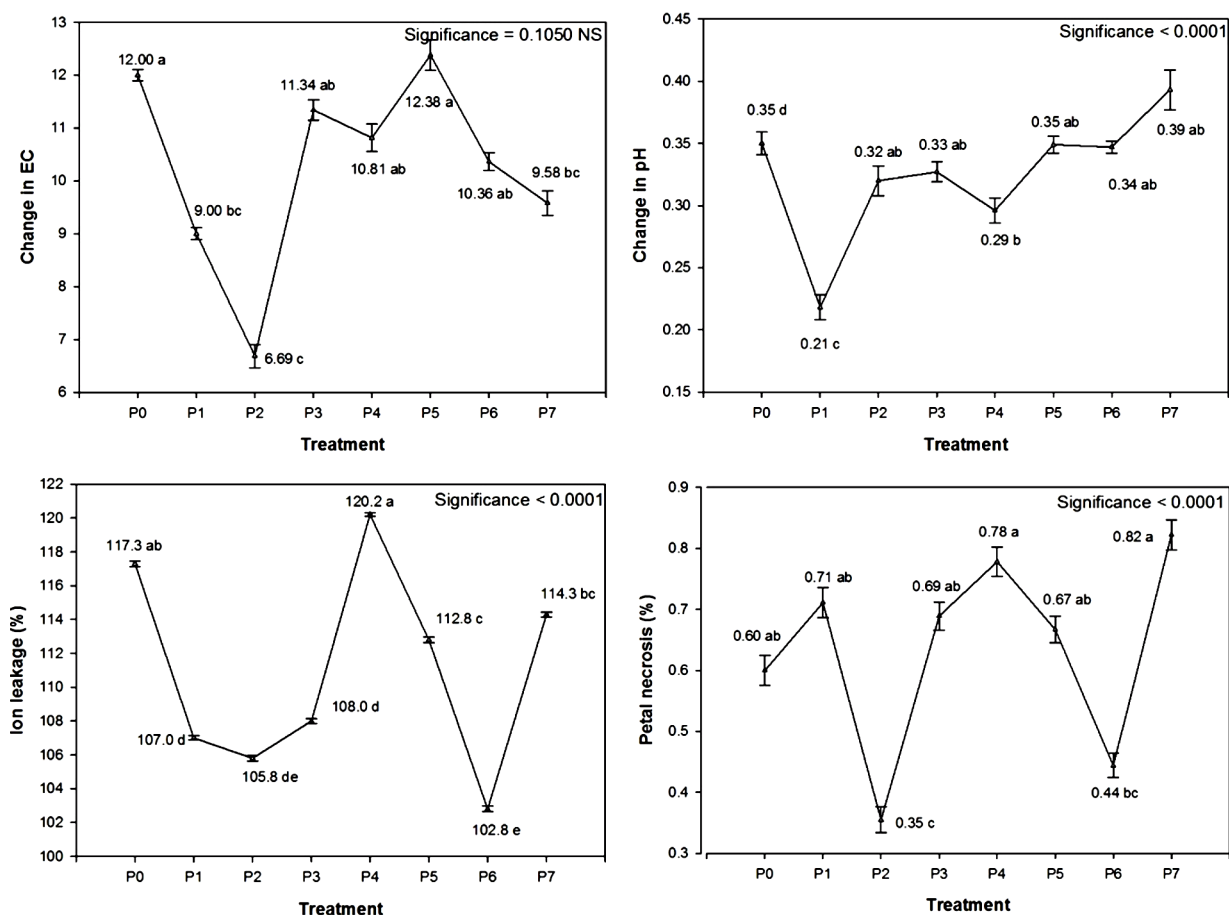 Significance = 0.1050 NS
Change in EC
13
12
11
10
9
8
7
6
12.00 a
9.00 bc
6.69 c
11.34 ab
10.81 ab
12.38 a
10.36 ab
9.58 bc
P0 P1 P2 P3 P4 P5 P6 P7
Treatment
Significance < 0.0001
Change in pH
0.45
0.40
0.35
0.30
0.25
0.20
0.15
0.35 d
0.21 c
0.32 ab
0.33 ab
0.29 b
0.35 ab
0.34 ab
0.39 ab
P0 P1 P2 P3 P4 P5 P6 P7
Treatment
Significance < 0.0001
Ion leakage (%)
122
120
118
116
114
112
110
108
106
104
102
100
117.3 ab
107.0 d
105.8 de
108.0 d
120.2 a
112.8 c
102.8 e
114.3 bc
P0 P1 P2 P3 P4 P5 P6 P7
Treatment
Significance < 0.0001
Petal necrosis (%)
0.9
0.8
0.7
0.6
0.5
0.4
0.3
0.60 ab
0.71 ab
0.35 c
0.69 ab
0.78 a
0.67 ab
0.44 bc
0.82 a
P0 P1 P2 P3 P4 P5 P6 P7
Treatment